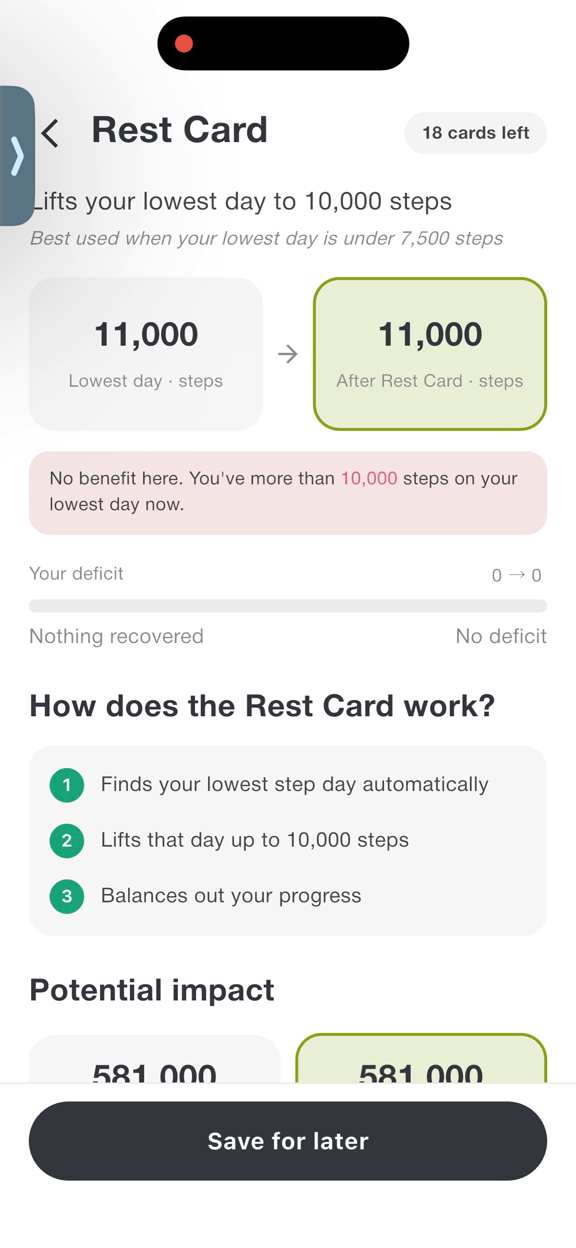 Rest Card
18 cards left
Lifts your lowest day to 10,000 steps
Best used when your lowest day is under 7,500 steps
11,000
Lowest day · steps
→
11,000
After Rest Card · steps
No benefit here. You've more than 10,000 steps on your
lowest day now.
Your deficit
0 → 0
Nothing recovered
No deficit
How does the Rest Card work?
1 Finds your lowest step day automatically
2 Lifts that day up to 10,000 steps
3 Balances out your progress
Potential impact
581,000
581,000
Save for later